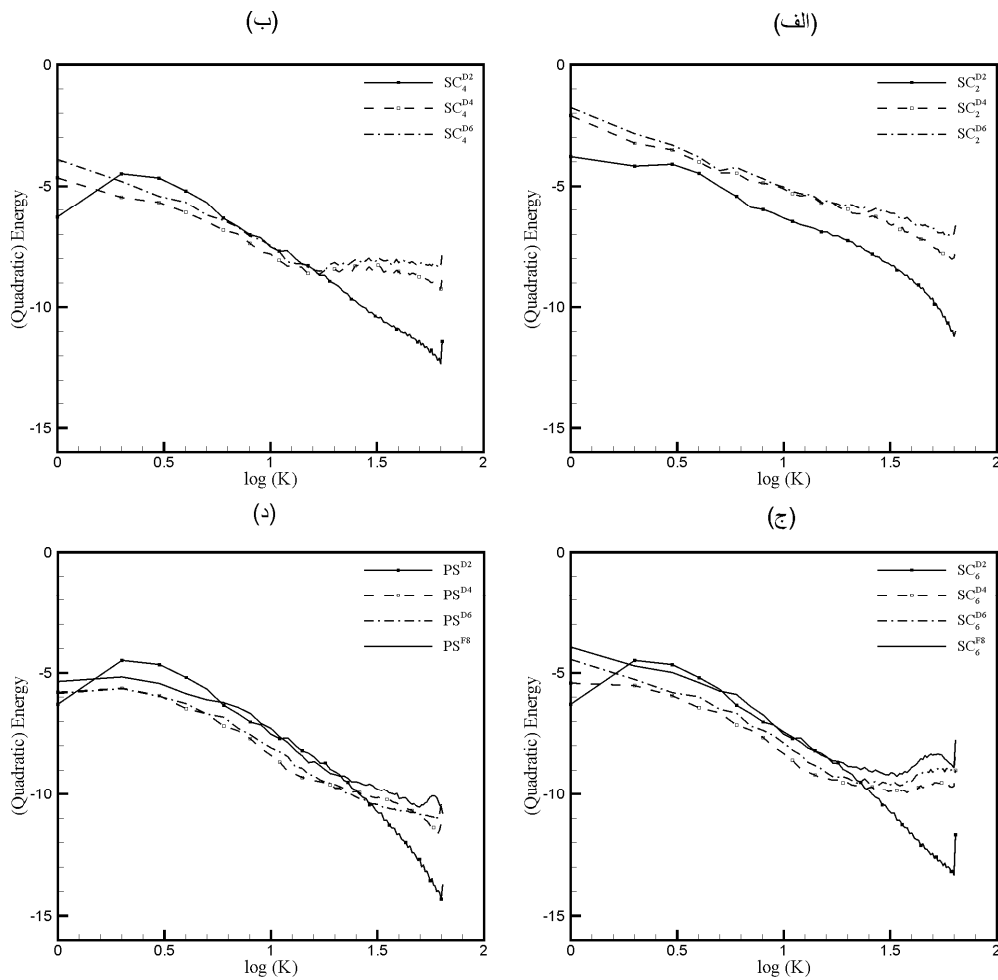 (ب)
(الف)
0
-5
-10
-15
(Quadratic) Energy
0 0.5 1 1.5 2
log (K)
SC₄ᴰ²
SC₄ᴰ⁴
SC₄ᴰ⁶
0
-5
-10
-15
(Quadratic) Energy
0 0.5 1 1.5 2
log (K)
SC₂ᴰ²
SC₂ᴰ⁴
SC₂ᴰ⁶
(د)
(ج)
0
-5
-10
-15
(Quadratic) Energy
0 0.5 1 1.5 2
log (K)
PSᴰ²
PSᴰ⁴
PSᴰ⁶
PSF⁸
0
-5
-10
-15
(Quadratic) Energy
0 0.5 1 1.5 2
log (K)
SC₆ᴰ²
SC₆ᴰ⁴
SC₆ᴰ⁶
SC₆F⁸